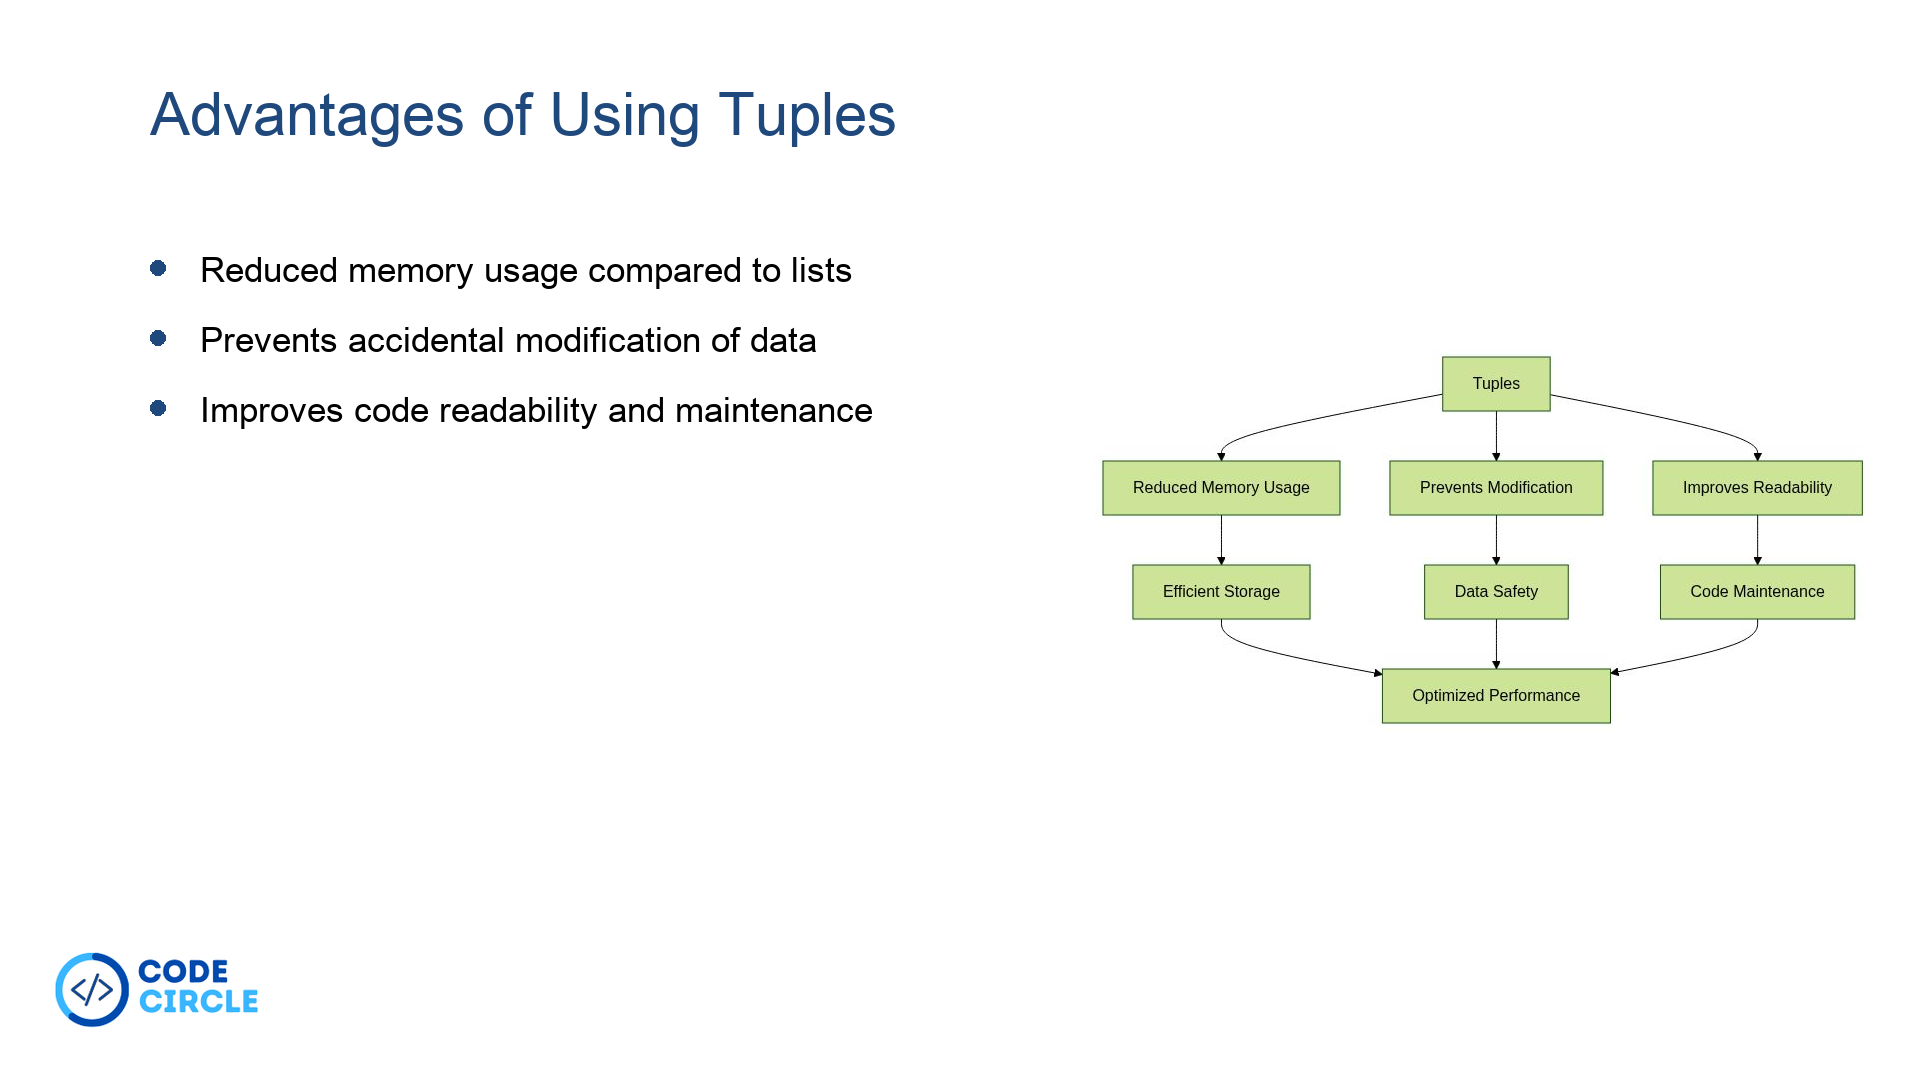 Advantages of Using Tuples
Reduced memory usage compared to lists
Prevents accidental modification of data
Improves code readability and maintenance
Tuples
Reduced Memory Usage
Prevents Modification
Improves Readability
Efficient Storage
Data Safety
Code Maintenance
Optimized Performance
</>
CODE
CIRCLE